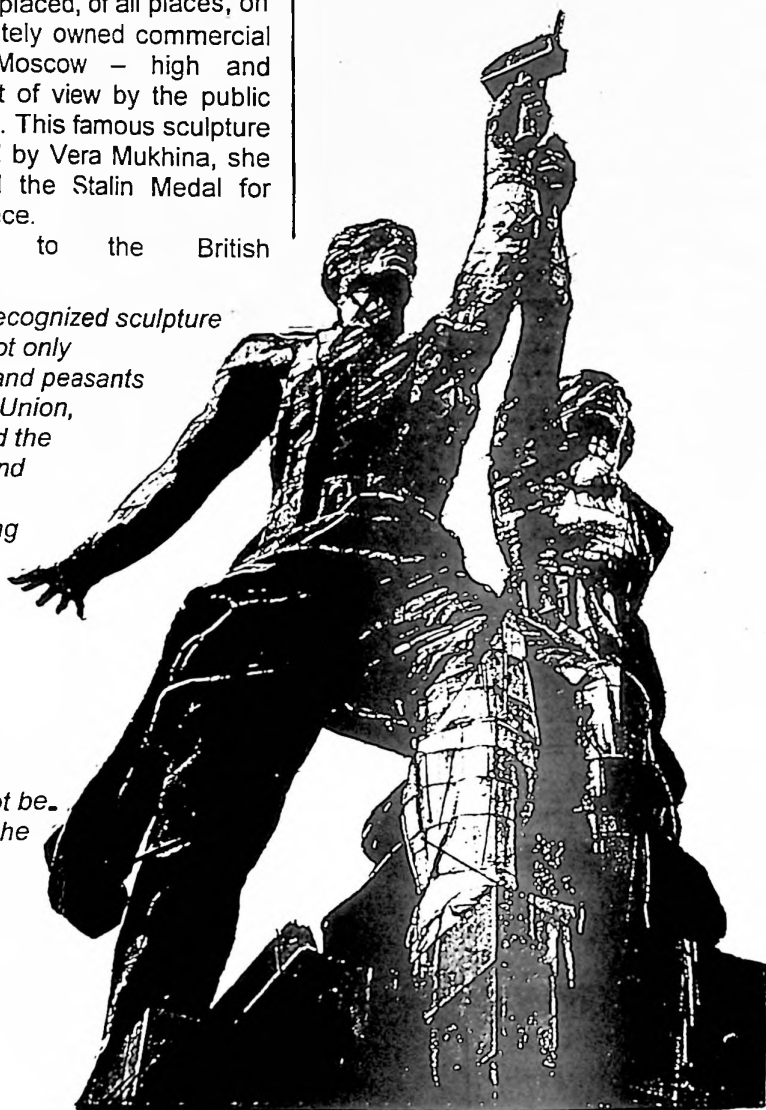 placed, of all places, on
tely owned commercial
Moscow – high and
t of view by the public
. This famous sculpture
by Vera Mukhina, she
the Stalin Medal for
ce.
to the British
ecognized sculpture
ot only
and peasants
Union,
d the
nd
g
ot be
he